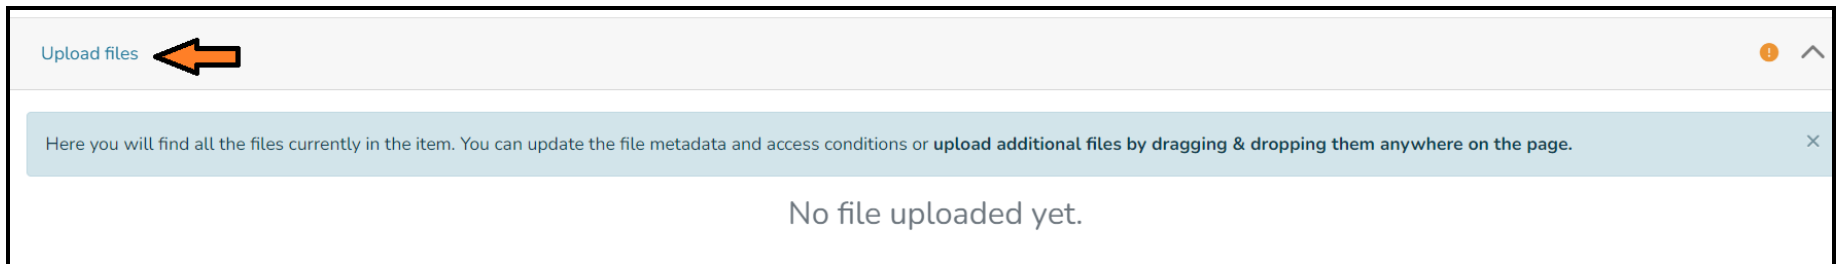 Upload files
Here you will find all the files currently in the item. You can update the file metadata and access conditions or upload additional files by dragging & dropping them anywhere on the page.
No file uploaded yet.